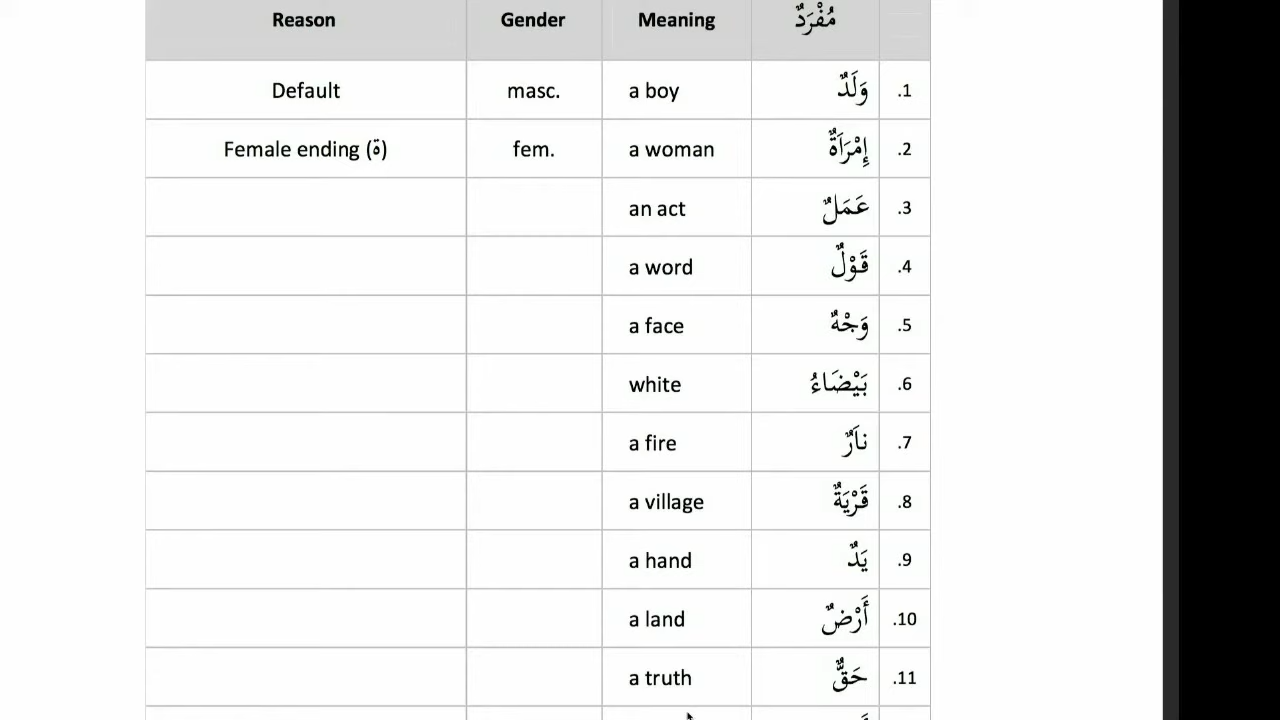 Reason Gender Meaning مُفْرَدٌ
Default masc. a boy وَلَدٌ .1
Female ending (ة) fem. a woman إِمْرَاَةٌ .2
an act عَمَلٌ .3
a word قَوْلٌ .4
a face وَجْهٌ .5
white بَيْضَاءُ .6
a fire نَارٌ .7
a village قَرْيَةٌ .8
a hand يَدٌ .9
a land أَرْضٌ .10
a truth حَقٌّ .11